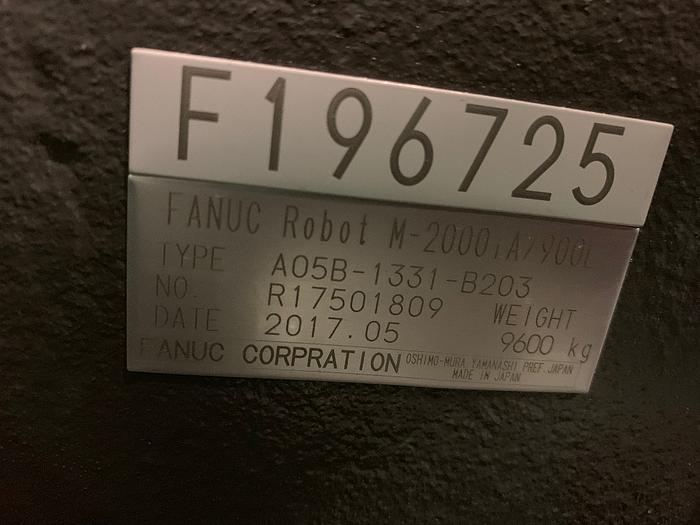 F196725
FANUC Robot M-2000iA/900L
TYPE A05B-1331-B203
NO. R17501809 WEIGHT
DATE 2017.05 9600 kg
FANUC CORPRATION OSHIMO-MURA, YAMANASHI PREF. JAPAN
MADE IN JAPAN